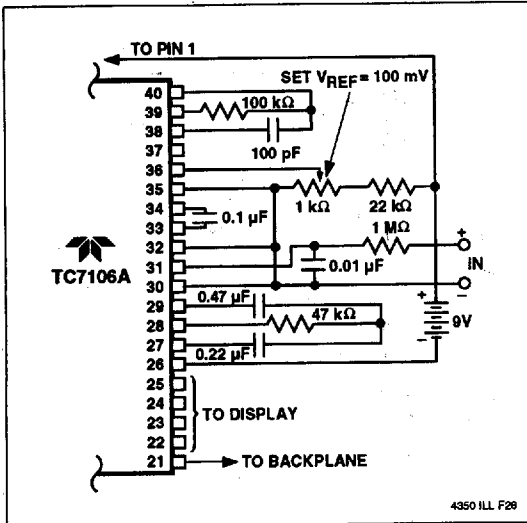 TO PIN 1
SET VREF = 100 mV
40
39
100 kΩ
38
100 pF
37
36
35
1 kΩ
22 kΩ
34
33
0.1 µF
32
1 MΩ
31
0.01 µF
30
+
IN
–
TC7106A
29
0.47 µF
28
47 kΩ
27
0.22 µF
26
+
9V
–
25
24
23
22
TO DISPLAY
21
TO BACKPLANE
4350 ILL F26